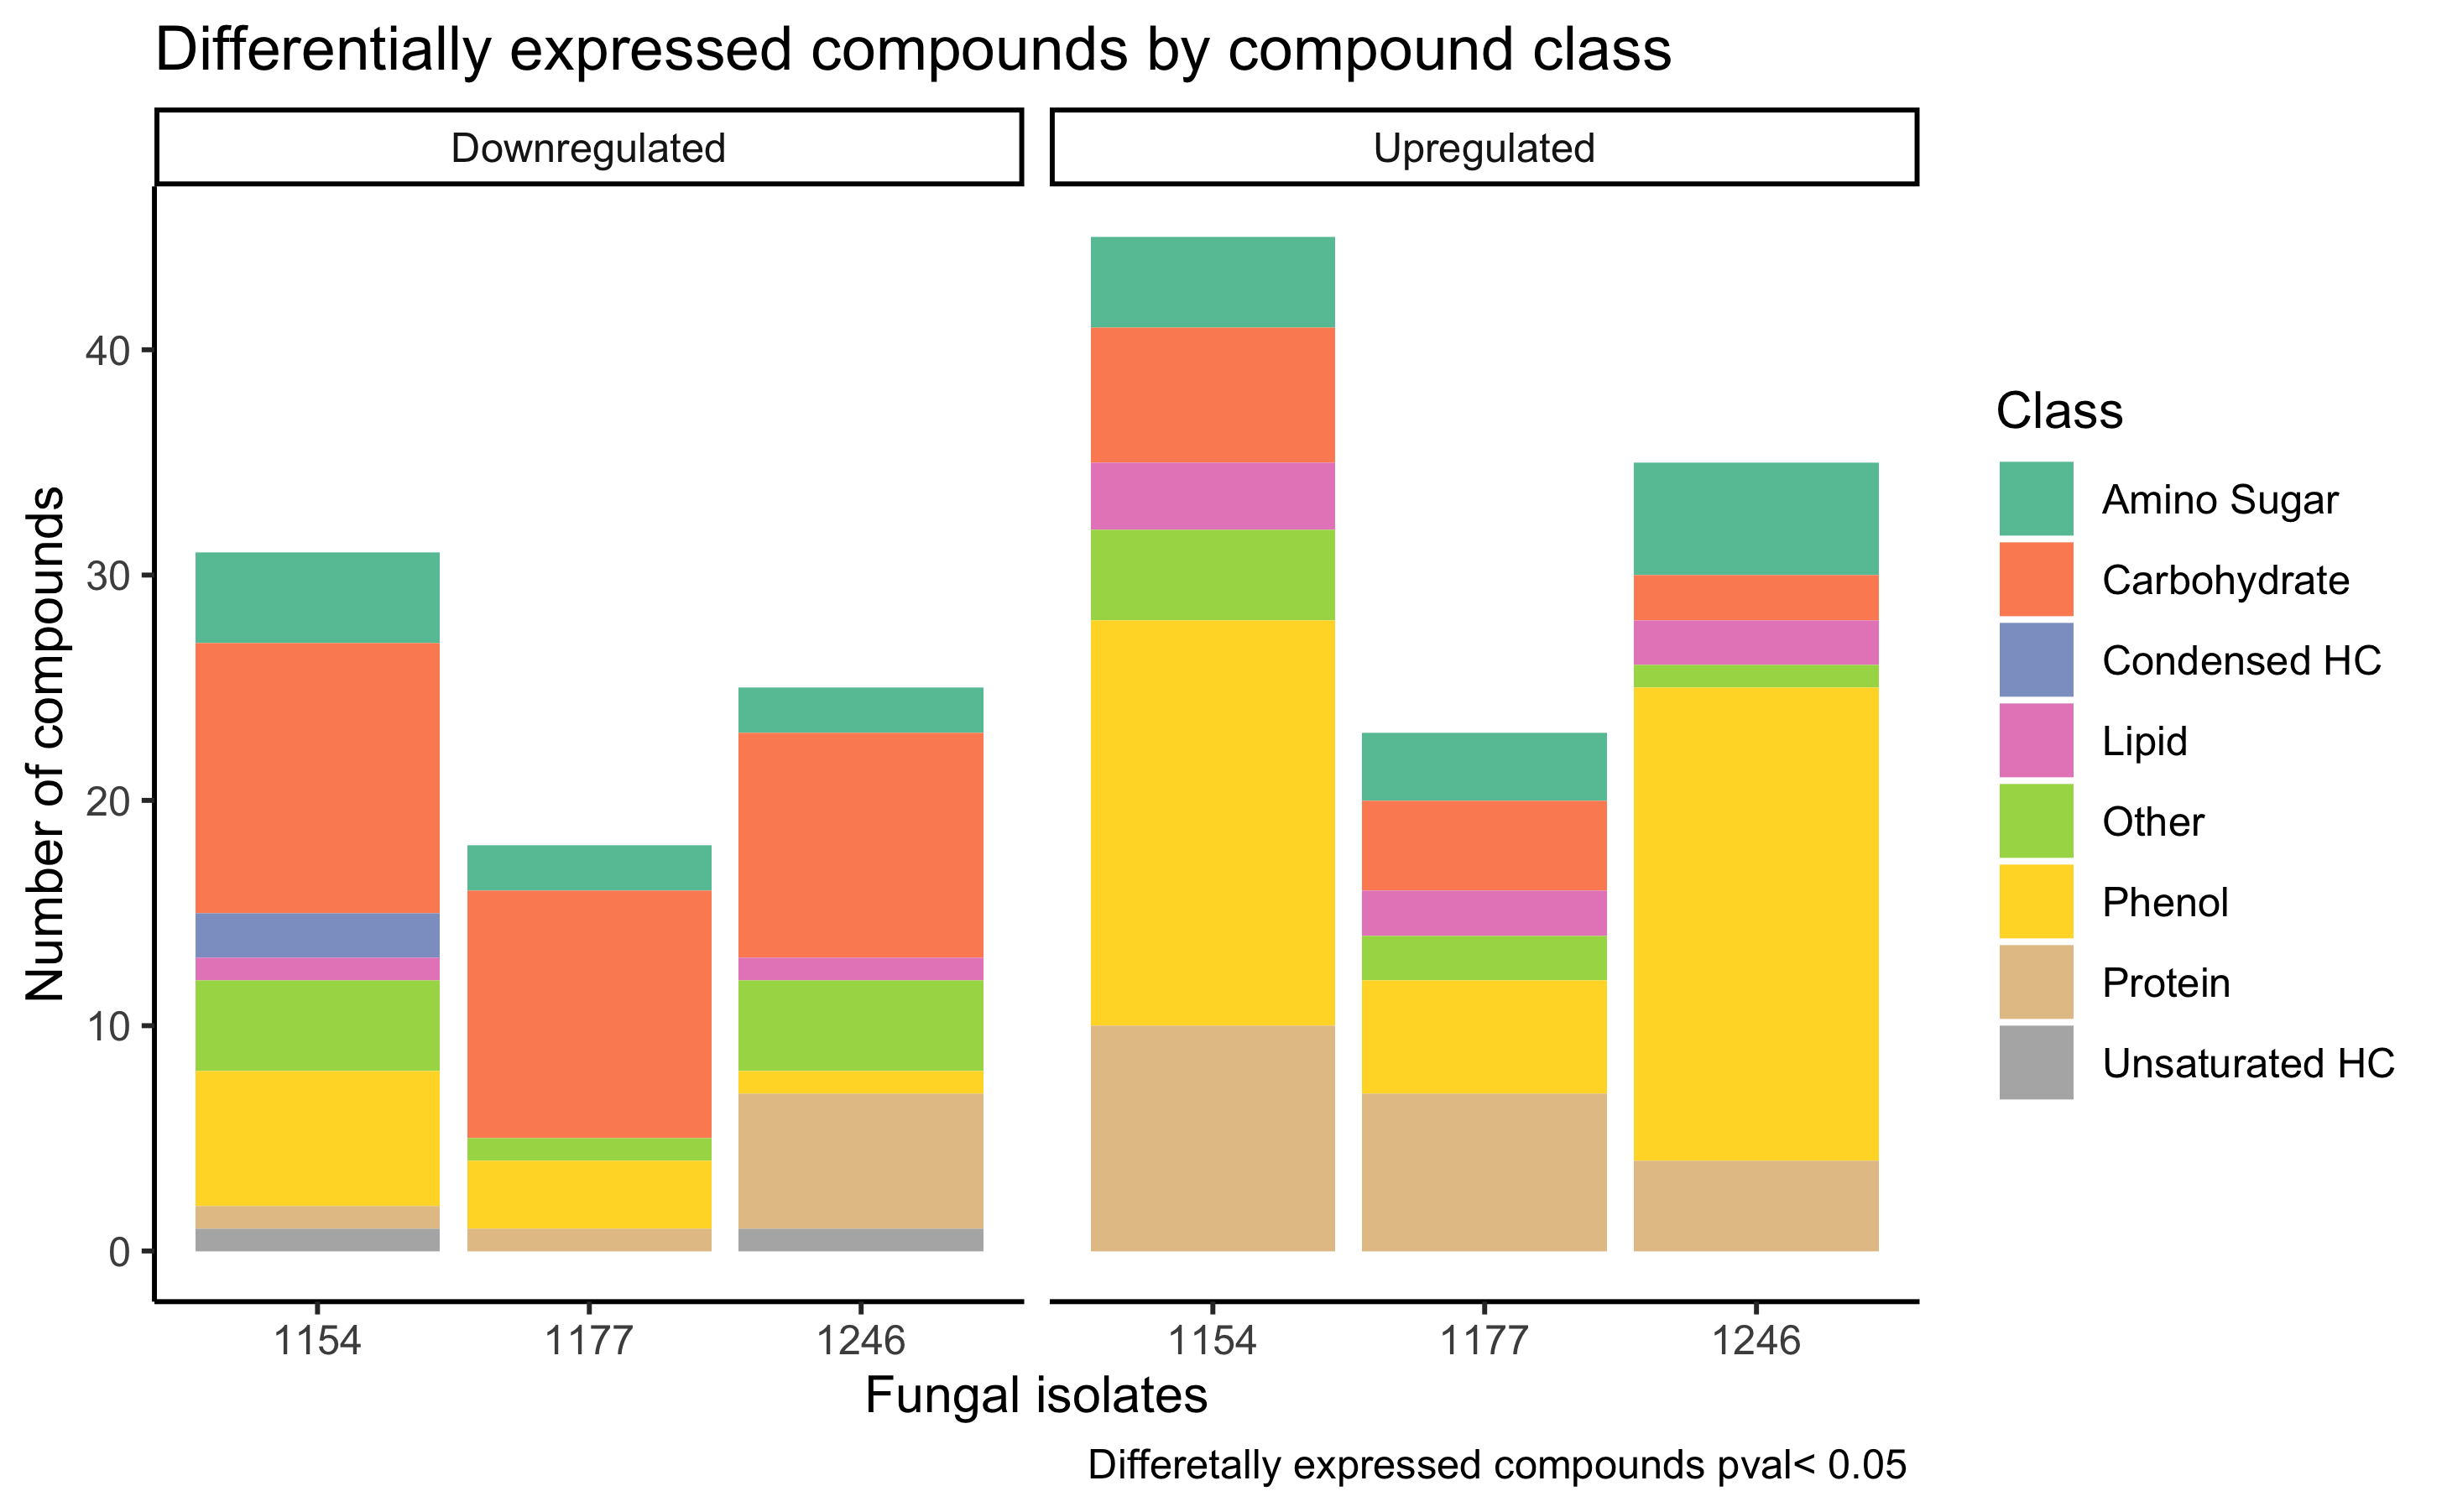 Differentially expressed compounds by compound class
Downregulated
Upregulated
Number of compounds
40
30
20
10
0
1154
1177
1246
1154
1177
1246
Fungal isolates
Differetally expressed compounds pval< 0.05
Class
Amino Sugar
Carbohydrate
Condensed HC
Lipid
Other
Phenol
Protein
Unsaturated HC